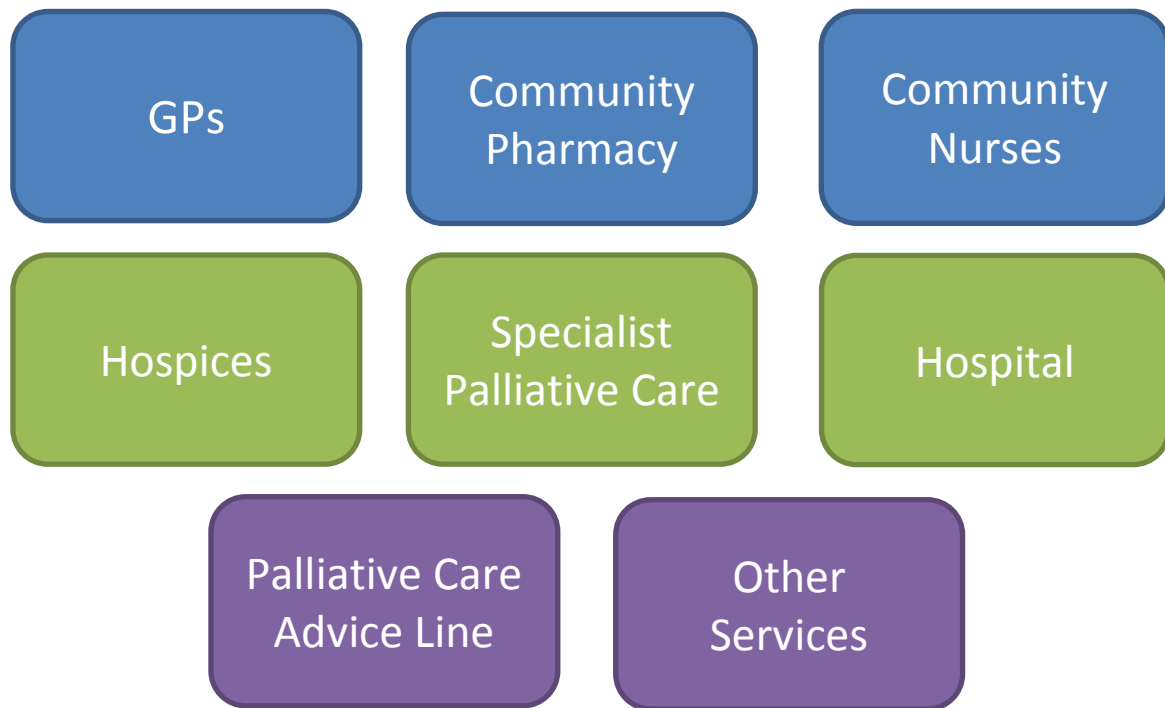 GPs
Community
Pharmacy
Community
Nurses
Hospices
Specialist
Palliative Care
Hospital
Palliative Care
Advice Line
Other
Services